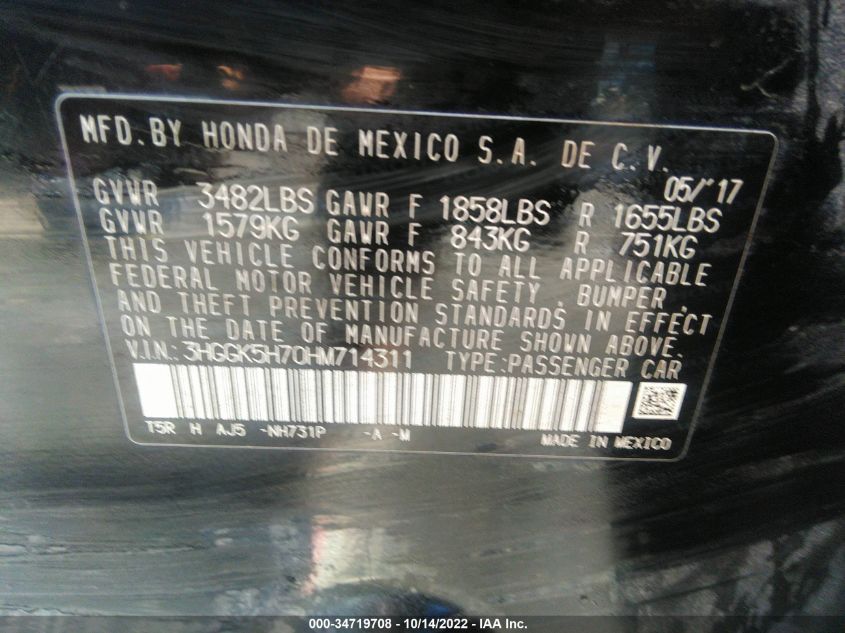 MFD. BY HONDA DE MEXICO S.A. DE C.V.
05/'17
GVWR 3482LBS GAWR F 1858LBS R 1655LBS
GVWR 1579KG GAWR F 843KG R 751KG
THIS VEHICLE CONFORMS TO ALL APPLICABLE
FEDERAL MOTOR VEHICLE SAFETY, BUMPER,
AND THEFT PREVENTION STANDARDS IN EFFECT
ON THE DATE OF MANUFACTURE SHOWN ABOVE.
V.I.N.:3HGGK5H70HM714311 TYPE:PASSENGER CAR
T5R H AJ5 -NH731P -A -M MADE IN MEXICO
000-34719708 - 10/14/2022 - IAA Inc.